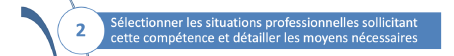 2
Sélectionner les situations professionnelles sollicitant
cette compétence et détailler les moyens nécessaires